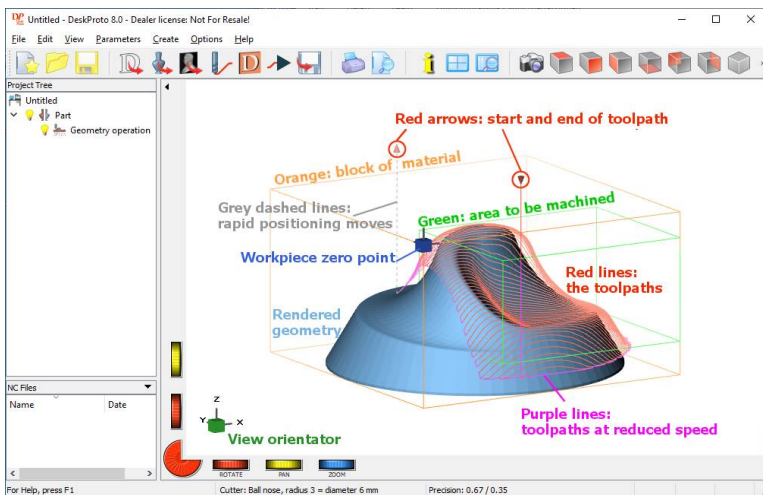 Untitled - DeskProto 8.0 - Dealer license: Not For Resale!
File Edit View Parameters Create Options Help
Project Tree
Untitled
Part
Geometry operation
Red arrows: start and end of toolpath
Orange: block of material
Grey dashed lines:
rapid positioning moves
Green: area to be machined
Workpiece zero point
Red lines:
the toolpaths
Rendered
geometry
NC Files
Name Date
Z
Y X
View orientator
Purple lines:
toolpaths at reduced speed
ROTATE PAN ZOOM
For Help, press F1 Cutter: Ball nose, radius 3 = diameter 6 mm Precision: 0.67 / 0.35